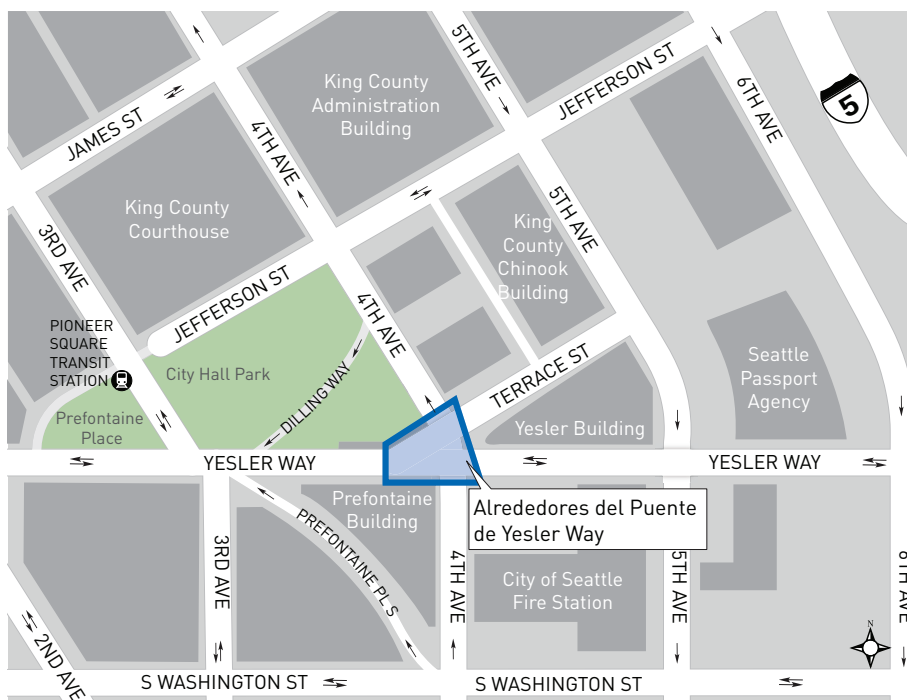 5TH AVE
6TH AVE
5
JEFFERSON ST
King County
Administration
Building
JAMES ST
4TH AVE
King County
Courthouse
5TH AVE
King
County
Chinook
Building
3RD AVE
JEFFERSON ST
4TH AVE
PIONEER
SQUARE
TRANSIT
STATION
City Hall Park
DILLING WAY
TERRACE ST
Seattle
Passport
Agency
Prefontaine
Place
Yesler Building
YESLER WAY
YESLER WAY
Prefontaine
Building
Alrededores del Puente
de Yesler Way
PREFONTAINE PL S
3RD AVE
4TH AVE
City of Seattle
Fire Station
5TH AVE
6TH AVE
N
2ND AVE
S WASHINGTON ST
S WASHINGTON ST